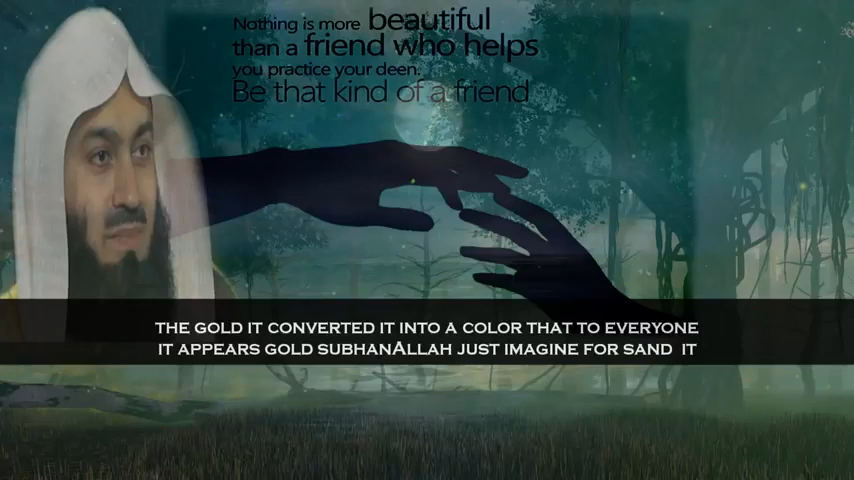 Nothing is more beautiful
than a friend who helps
you practice your deen.
Be that kind of a friend
THE GOLD IT CONVERTED IT INTO A COLOR THAT TO EVERYONE
IT APPEARS GOLD SUBHANALLAH JUST IMAGINE FOR SAND IT